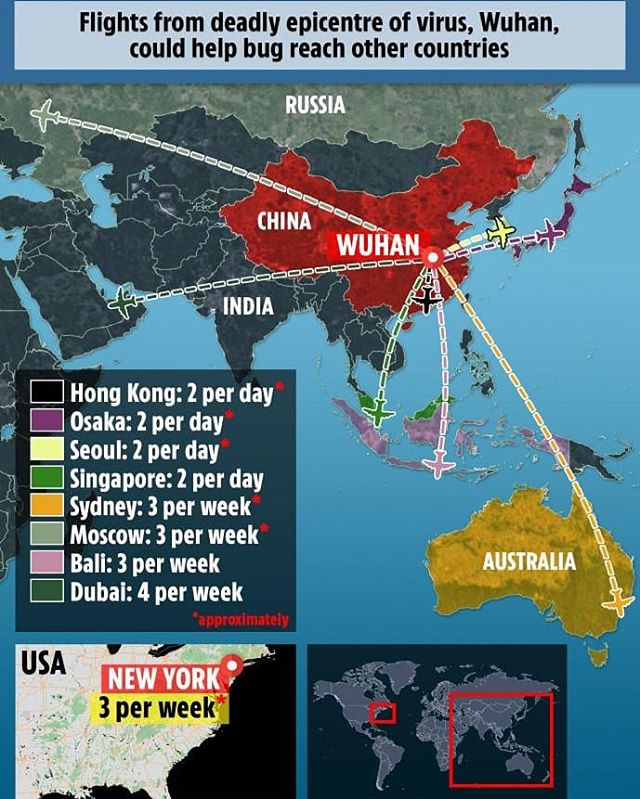 Flights from deadly epicentre of virus, Wuhan,
could help bug reach other countries
RUSSIA
CHINA
WUHAN
INDIA
Hong Kong: 2 per day*
Osaka: 2 per day*
Seoul: 2 per day*
Singapore: 2 per day
Sydney: 3 per week*
Moscow: 3 per week*
Bali: 3 per week
Dubai: 4 per week
*approximately
AUSTRALIA
USA
NEW YORK
3 per week*